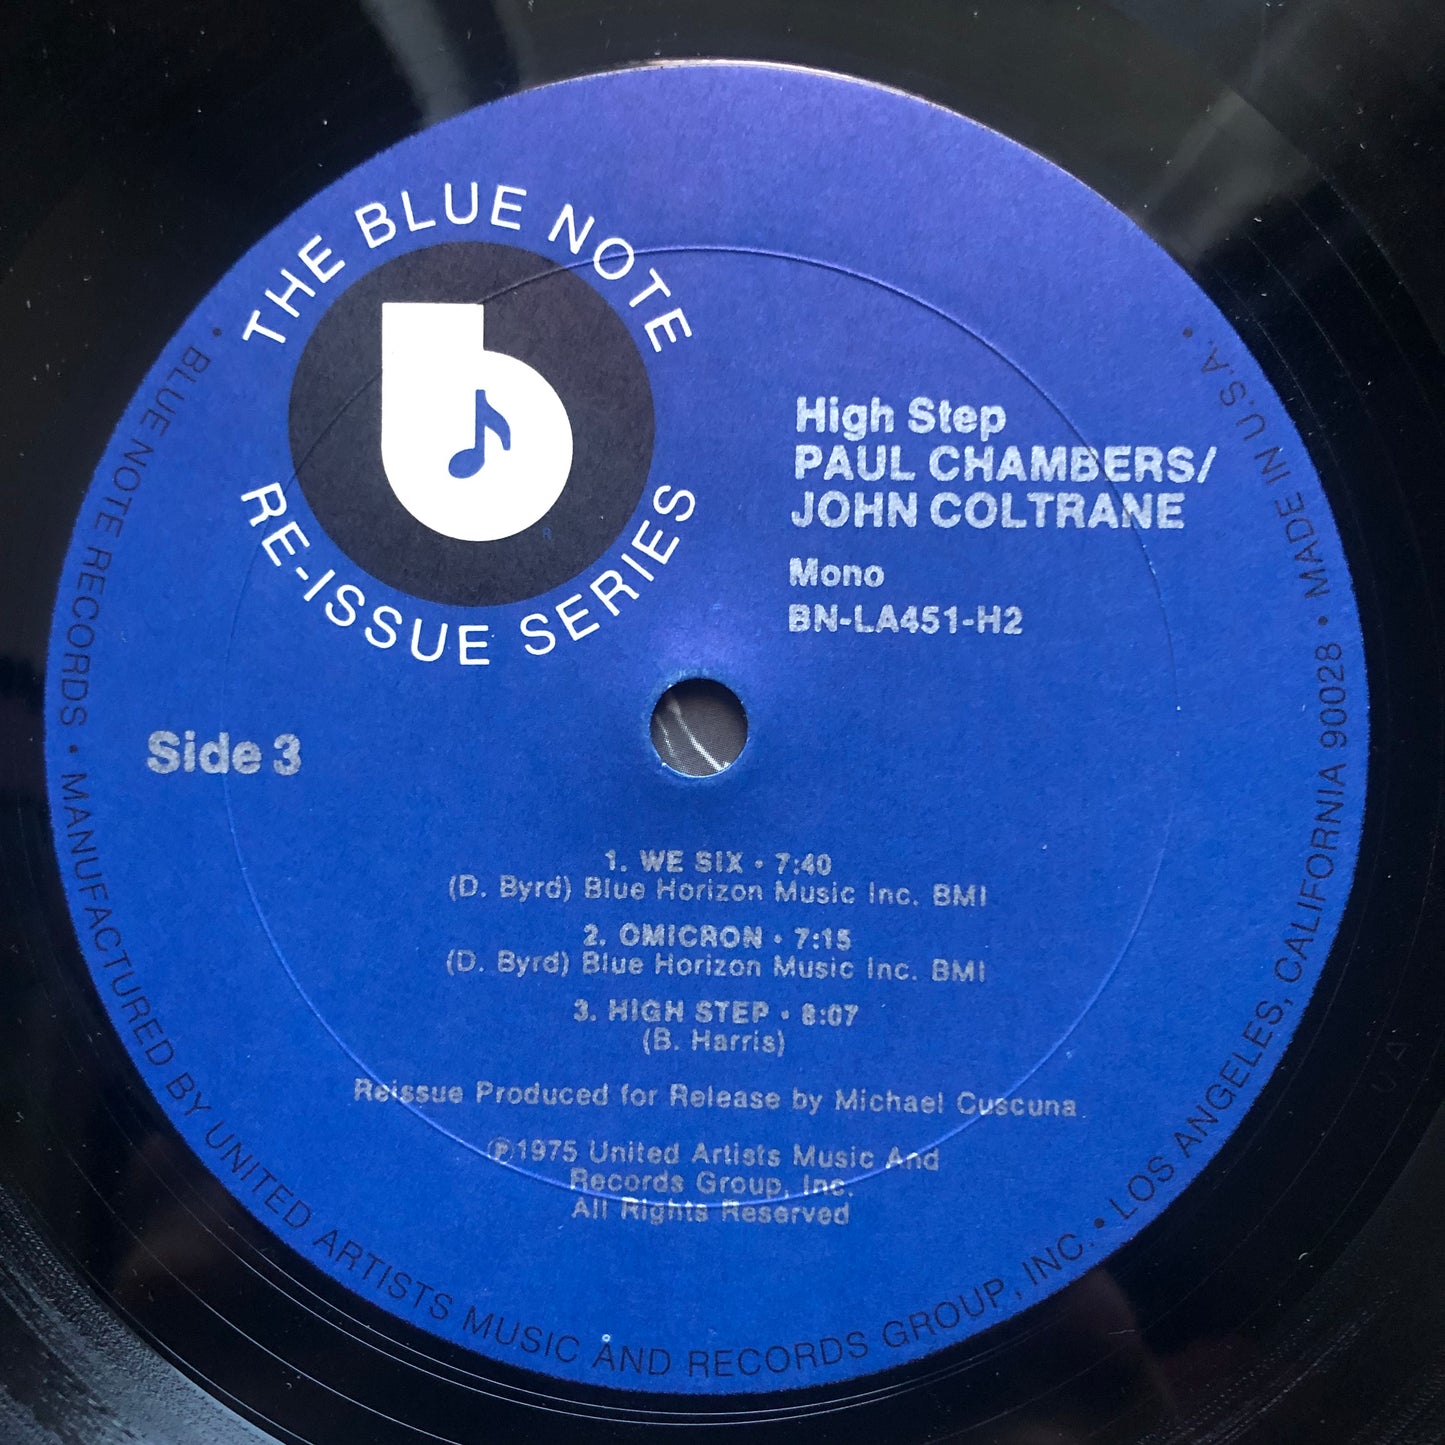 THE BLUE NOTE
RE-ISSUE SERIES
b
®
High Step
PAUL CHAMBERS/
JOHN COLTRANE
Mono
BN-LA451-H2
Side 3
1. WE SIX • 7:40
(D. Byrd) Blue Horizon Music Inc. BMI
2. OMICRON • 7:15
(D. Byrd) Blue Horizon Music Inc. BMI
3. HIGH STEP • 8:07
(B. Harris)
Reissue Produced for Release by Michael Cuscuna
℗1975 United Artists Music And
Records Group, Inc.
All Rights Reserved
• BLUE NOTE RECORDS • MANUFACTURED BY UNITED ARTISTS MUSIC AND RECORDS GROUP, INC. • LOS ANGELES, CALIFORNIA 90028 • MADE IN U.S.A. •